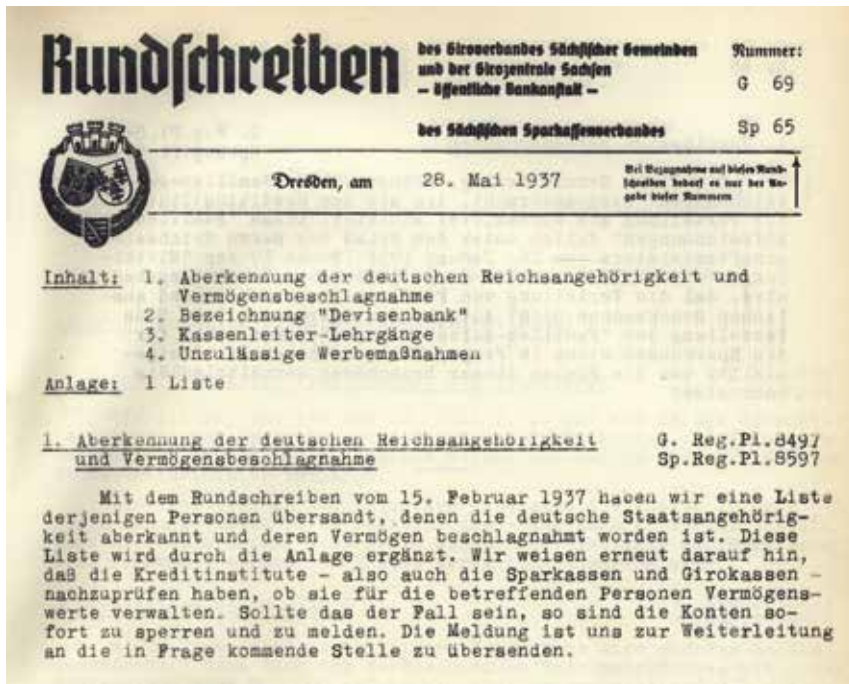 Rundschreiben
des Giroverbandes Sächsischer Gemeinden
und der Girozentrale Sachsen
– öffentliche Bankanstalt –
des Sächsischen Sparkassenverbandes
Nummer:
G 69
Sp 65
Dresden, am 28. Mai 1937
Bei Bezugnahme auf dieses Rund-
schreiben bedarf es nur der An-
gabe dieser Nummern
Inhalt: 1. Aberkennung der deutschen Reichsangehörigkeit und
Vermögensbeschlagnahme
2. Bezeichnung "Devisenbank"
3. Kassenleiter-Lehrgänge
4. Unzulässige Werbemaßnahmen
Anlage: 1 Liste
1. Aberkennung der deutschen Reichsangehörigkeit G. Reg.Pl.8497
und Vermögensbeschlagnahme Sp.Reg.Pl.8597
Mit dem Rundschreiben vom 15. Februar 1937 haben wir eine Liste
derjenigen Personen übersandt, denen die deutsche Staatsangehörig-
keit aberkannt und deren Vermögen beschlagnahmt worden ist. Diese
Liste wird durch die Anlage ergänzt. Wir weisen erneut darauf hin,
daß die Kreditinstitute - also auch die Sparkassen und Girokassen -
nachzuprüfen haben, ob sie für die betreffenden Personen Vermögens-
werte verwalten. Sollte das der Fall sein, so sind die Konten so-
fort zu sperren und zu melden. Die Meldung ist uns zur Weiterleitung
an die in Frage kommende Stelle zu übersenden.